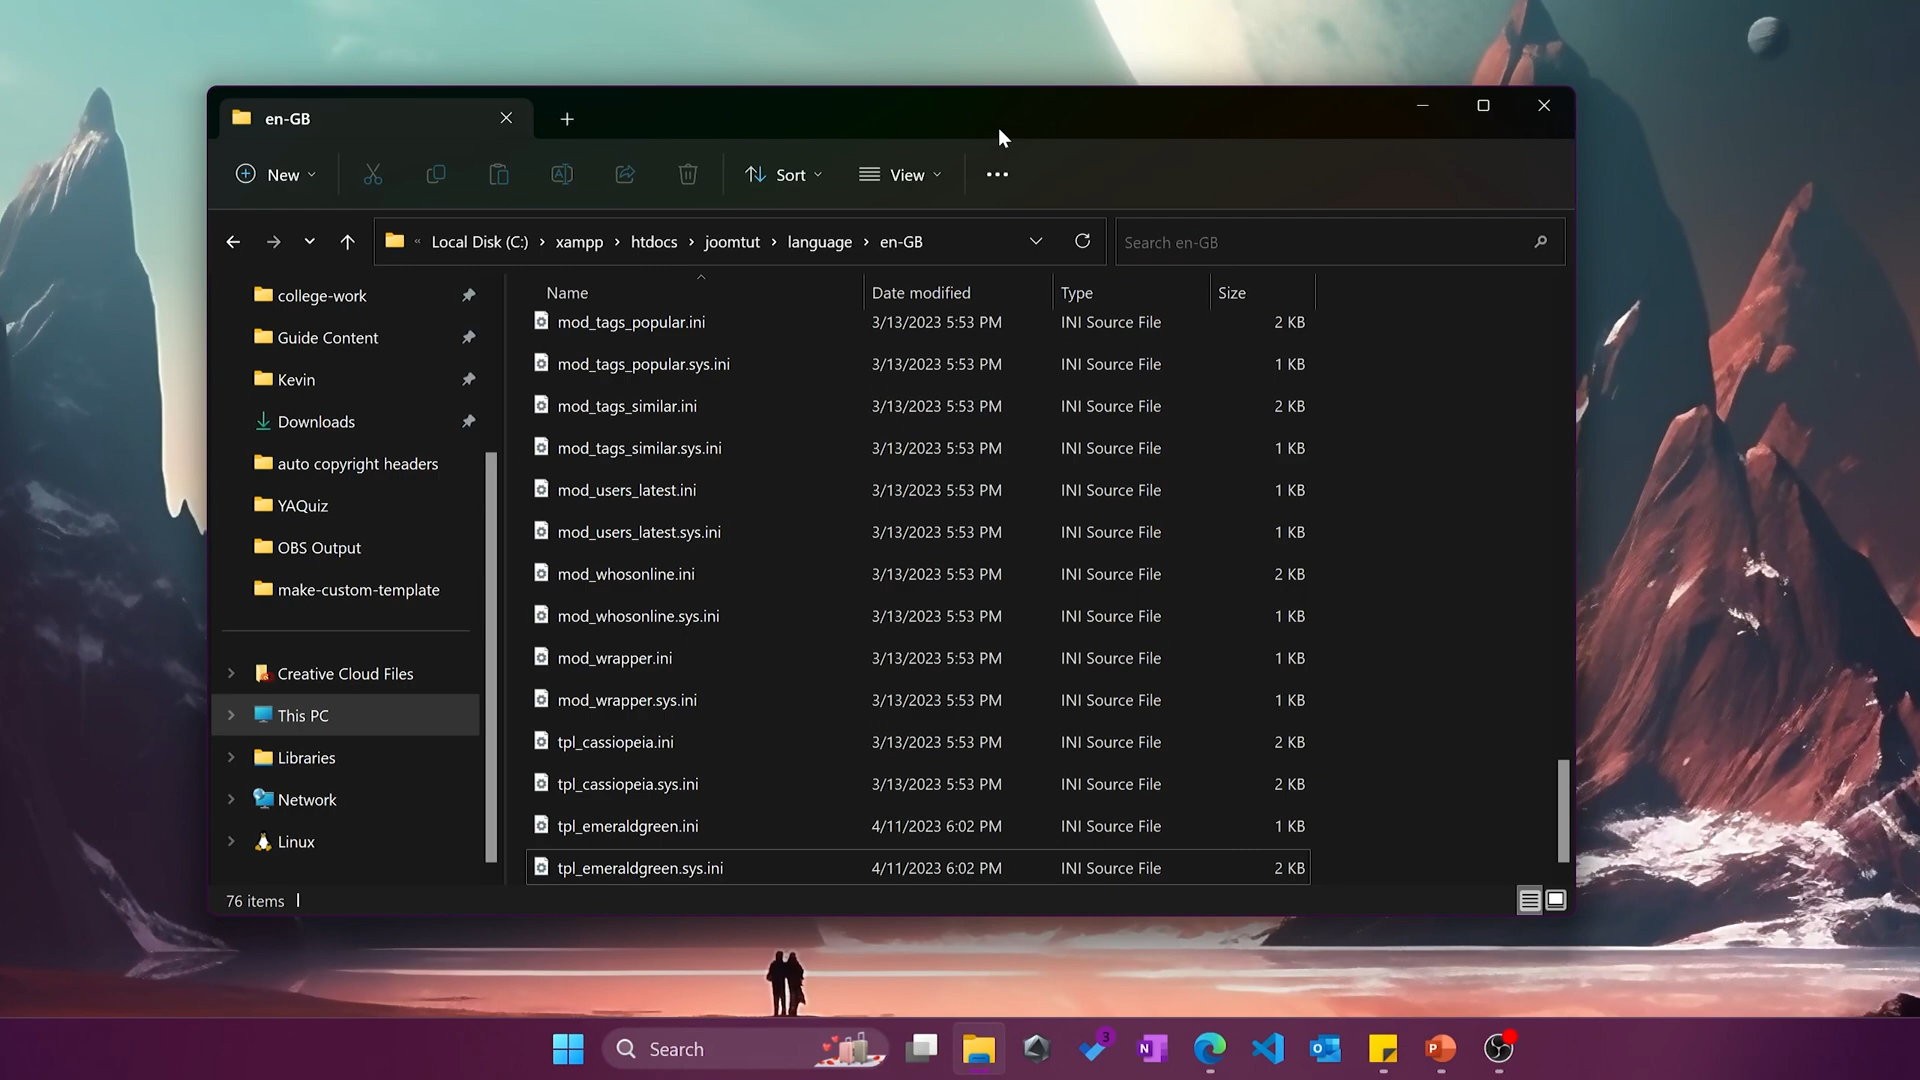 en-GB
New
Sort
View
Local Disk (C:) › xampp › htdocs › joomtut › language › en-GB
Search en-GB
college-work
Guide Content
Kevin
Downloads
auto copyright headers
YAQuiz
OBS Output
make-custom-template
Creative Cloud Files
This PC
Libraries
Network
Linux
Name Date modified Type Size
mod_tags_popular.ini 3/13/2023 5:53 PM INI Source File 2 KB
mod_tags_popular.sys.ini 3/13/2023 5:53 PM INI Source File 1 KB
mod_tags_similar.ini 3/13/2023 5:53 PM INI Source File 2 KB
mod_tags_similar.sys.ini 3/13/2023 5:53 PM INI Source File 1 KB
mod_users_latest.ini 3/13/2023 5:53 PM INI Source File 1 KB
mod_users_latest.sys.ini 3/13/2023 5:53 PM INI Source File 1 KB
mod_whosonline.ini 3/13/2023 5:53 PM INI Source File 2 KB
mod_whosonline.sys.ini 3/13/2023 5:53 PM INI Source File 1 KB
mod_wrapper.ini 3/13/2023 5:53 PM INI Source File 1 KB
mod_wrapper.sys.ini 3/13/2023 5:53 PM INI Source File 1 KB
tpl_cassiopeia.ini 3/13/2023 5:53 PM INI Source File 2 KB
tpl_cassiopeia.sys.ini 3/13/2023 5:53 PM INI Source File 2 KB
tpl_emeraldgreen.ini 4/11/2023 6:02 PM INI Source File 1 KB
tpl_emeraldgreen.sys.ini 4/11/2023 6:02 PM INI Source File 2 KB
76 items
Search
3